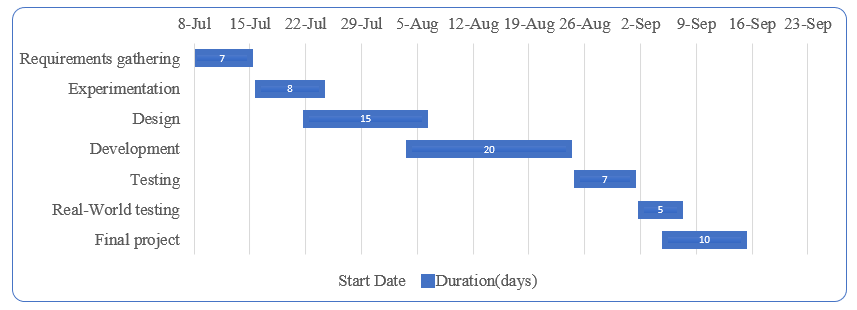 8-Jul 15-Jul 22-Jul 29-Jul 5-Aug 12-Aug 19-Aug 26-Aug 2-Sep 9-Sep 16-Sep 23-Sep
Requirements gathering 7
Experimentation 8
Design 15
Development 20
Testing 7
Real-World testing 5
Final project 10
Start Date Duration(days)